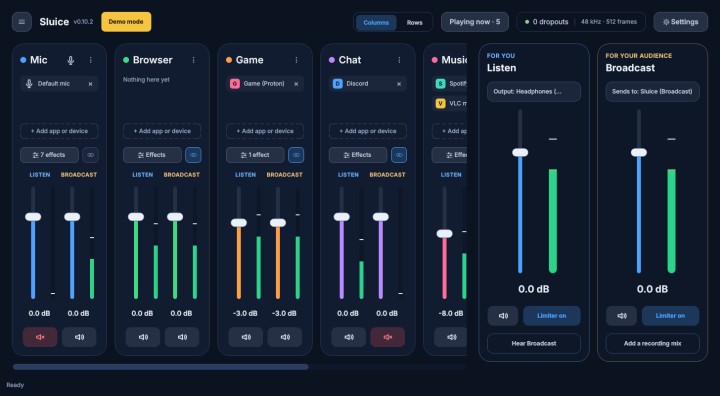 Sluice v0.10.2 Demo mode Columns Rows Playing now · 5 0 dropouts 48 kHz · 512 frames Settings
Mic
Default mic ×
+ Add app or device
7 effects
LISTEN BROADCAST
0.0 dB 0.0 dB
Browser
Nothing here yet
+ Add app or device
Effects
LISTEN BROADCAST
0.0 dB 0.0 dB
Game
G Game (Proton) ×
+ Add app or device
1 effect
LISTEN BROADCAST
-3.0 dB -3.0 dB
Chat
D Discord ×
+ Add app or device
Effects
LISTEN BROADCAST
0.0 dB 0.0 dB
Music
S Spotif
V VLC m
+ Add
Effec
LISTEN
-8.0 dB
FOR YOU
Listen
Output: Headphones (...
0.0 dB
Limiter on
Hear Broadcast
FOR YOUR AUDIENCE
Broadcast
Sends to: Sluice (Broadcast)
0.0 dB
Limiter on
Add a recording mix
Ready